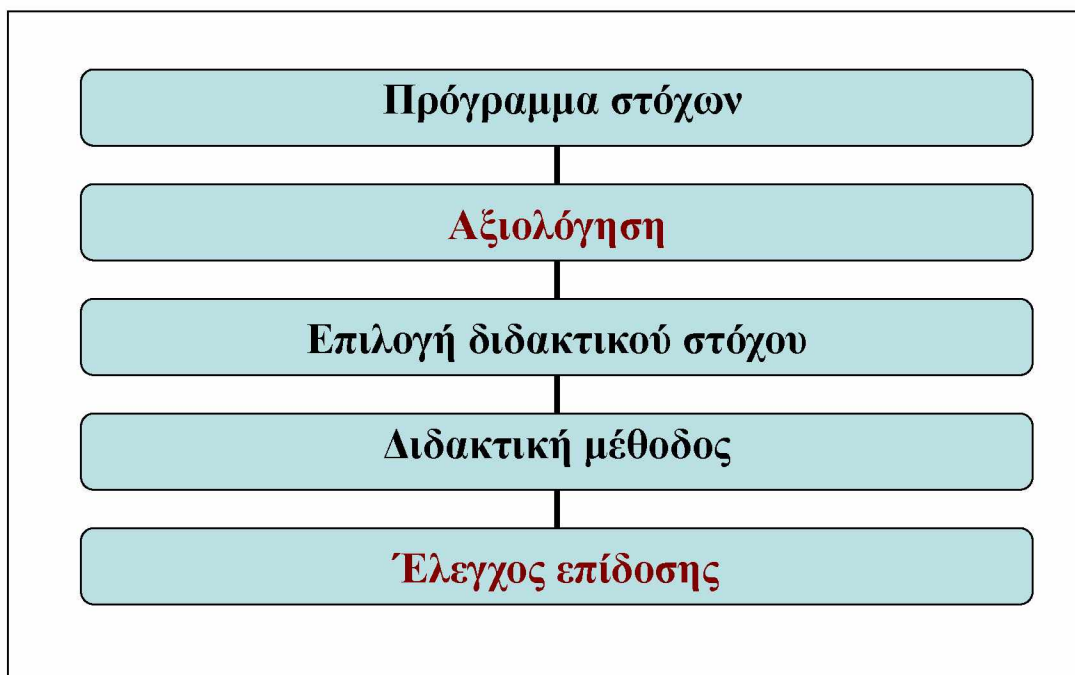 Πρόγραμμα στόχων
Αξιολόγηση
Επιλογή διδακτικού στόχου
Διδακτική μέθοδος
Έλεγχος επίδοσης